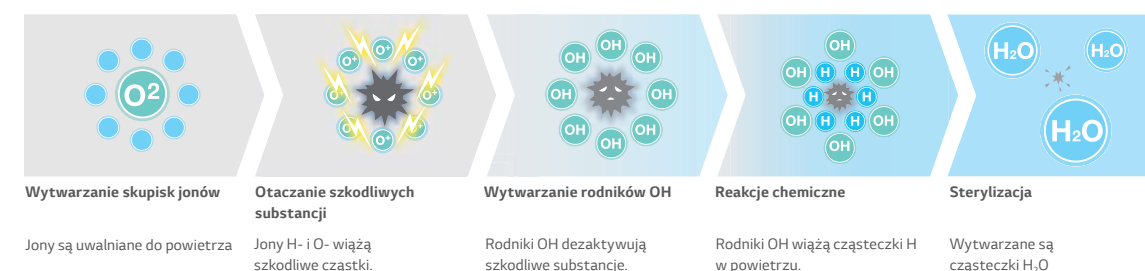 O2
O+ O+ O+ O+ O+ O+ O+
OH OH OH OH OH OH OH OH
OH OH OH OH OH OH H H H H H H
H₂O H₂O H₂O
Wytwarzanie skupisk jonów
Jony są uwalniane do powietrza
Otaczanie szkodliwych
substancji
Jony H- i O- wiążą
szkodliwe cząstki.
Wytwarzanie rodników OH
Rodniki OH dezaktywują
szkodliwe substancje.
Reakcje chemiczne
Rodniki OH wiążą cząsteczki H
w powietrzu.
Sterylizacja
Wytwarzane są
cząsteczki H₂O